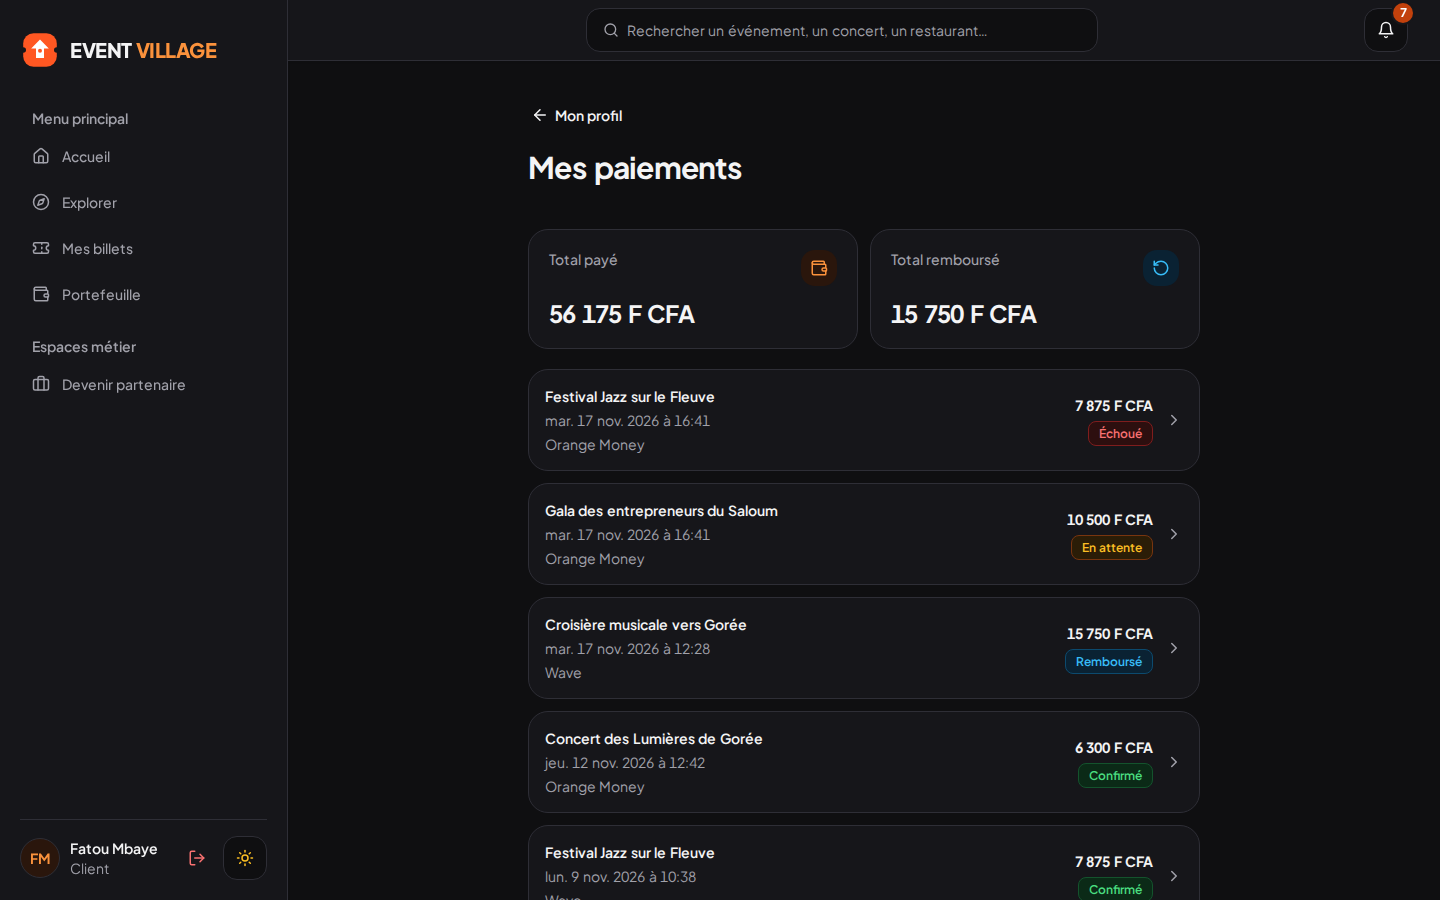 EVENT VILLAGE
Menu principal
Accueil
Explorer
Mes billets
Portefeuille
Espaces métier
Devenir partenaire
FM
Fatou Mbaye
Client
Rechercher un événement, un concert, un restaurant...
7
Mon profil
Mes paiements
Total payé
56 175 F CFA
Total remboursé
15 750 F CFA
Festival Jazz sur le Fleuve
mar. 17 nov. 2026 à 16:41
Orange Money
7 875 F CFA
Échoué
Gala des entrepreneurs du Saloum
mar. 17 nov. 2026 à 16:41
Orange Money
10 500 F CFA
En attente
Croisière musicale vers Gorée
mar. 17 nov. 2026 à 12:28
Wave
15 750 F CFA
Remboursé
Concert des Lumières de Gorée
jeu. 12 nov. 2026 à 12:42
Orange Money
6 300 F CFA
Confirmé
Festival Jazz sur le Fleuve
lun. 9 nov. 2026 à 10:38
Wave
7 875 F CFA
Confirmé